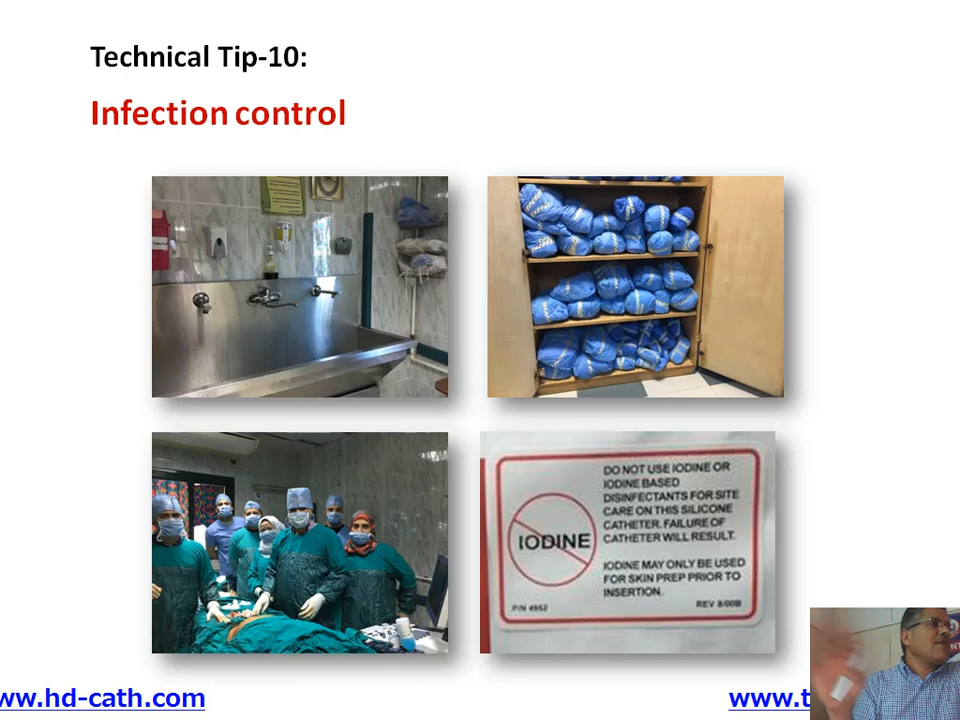 Technical Tip-10:
Infection control
DO NOT USE IODINE OR
IODINE BASED
DISINFECTANTS FOR SITE
CARE ON THIS SILICONE
CATHETER. FAILURE OF
CATHETER WILL RESULT.
IODINE
IODINE MAY ONLY BE USED
FOR SKIN PREP PRIOR TO
INSERTION.
P/N 4952
REV 8/00B
ww.hd-cath.com
www.t